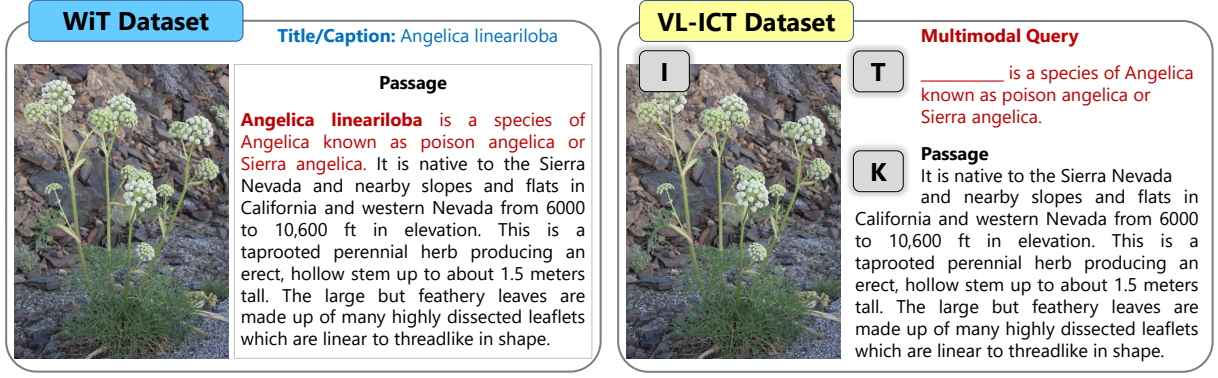 WiT Dataset
Title/Caption: Angelica lineariloba
Passage
Angelica lineariloba is a species of
Angelica known as poison angelica or
Sierra angelica. It is native to the Sierra
Nevada and nearby slopes and flats in
California and western Nevada from 6000
to 10,600 ft in elevation. This is a
taprooted perennial herb producing an
erect, hollow stem up to about 1.5 meters
tall. The large but feathery leaves are
made up of many highly dissected leaflets
which are linear to threadlike in shape.
VL-ICT Dataset
I
T
Multimodal Query
__________ is a species of Angelica
known as poison angelica or
Sierra angelica.
K
Passage
It is native to the Sierra Nevada
and nearby slopes and flats in
California and western Nevada from 6000
to 10,600 ft in elevation. This is a
taprooted perennial herb producing an
erect, hollow stem up to about 1.5 meters
tall. The large but feathery leaves are
made up of many highly dissected leaflets
which are linear to threadlike in shape.